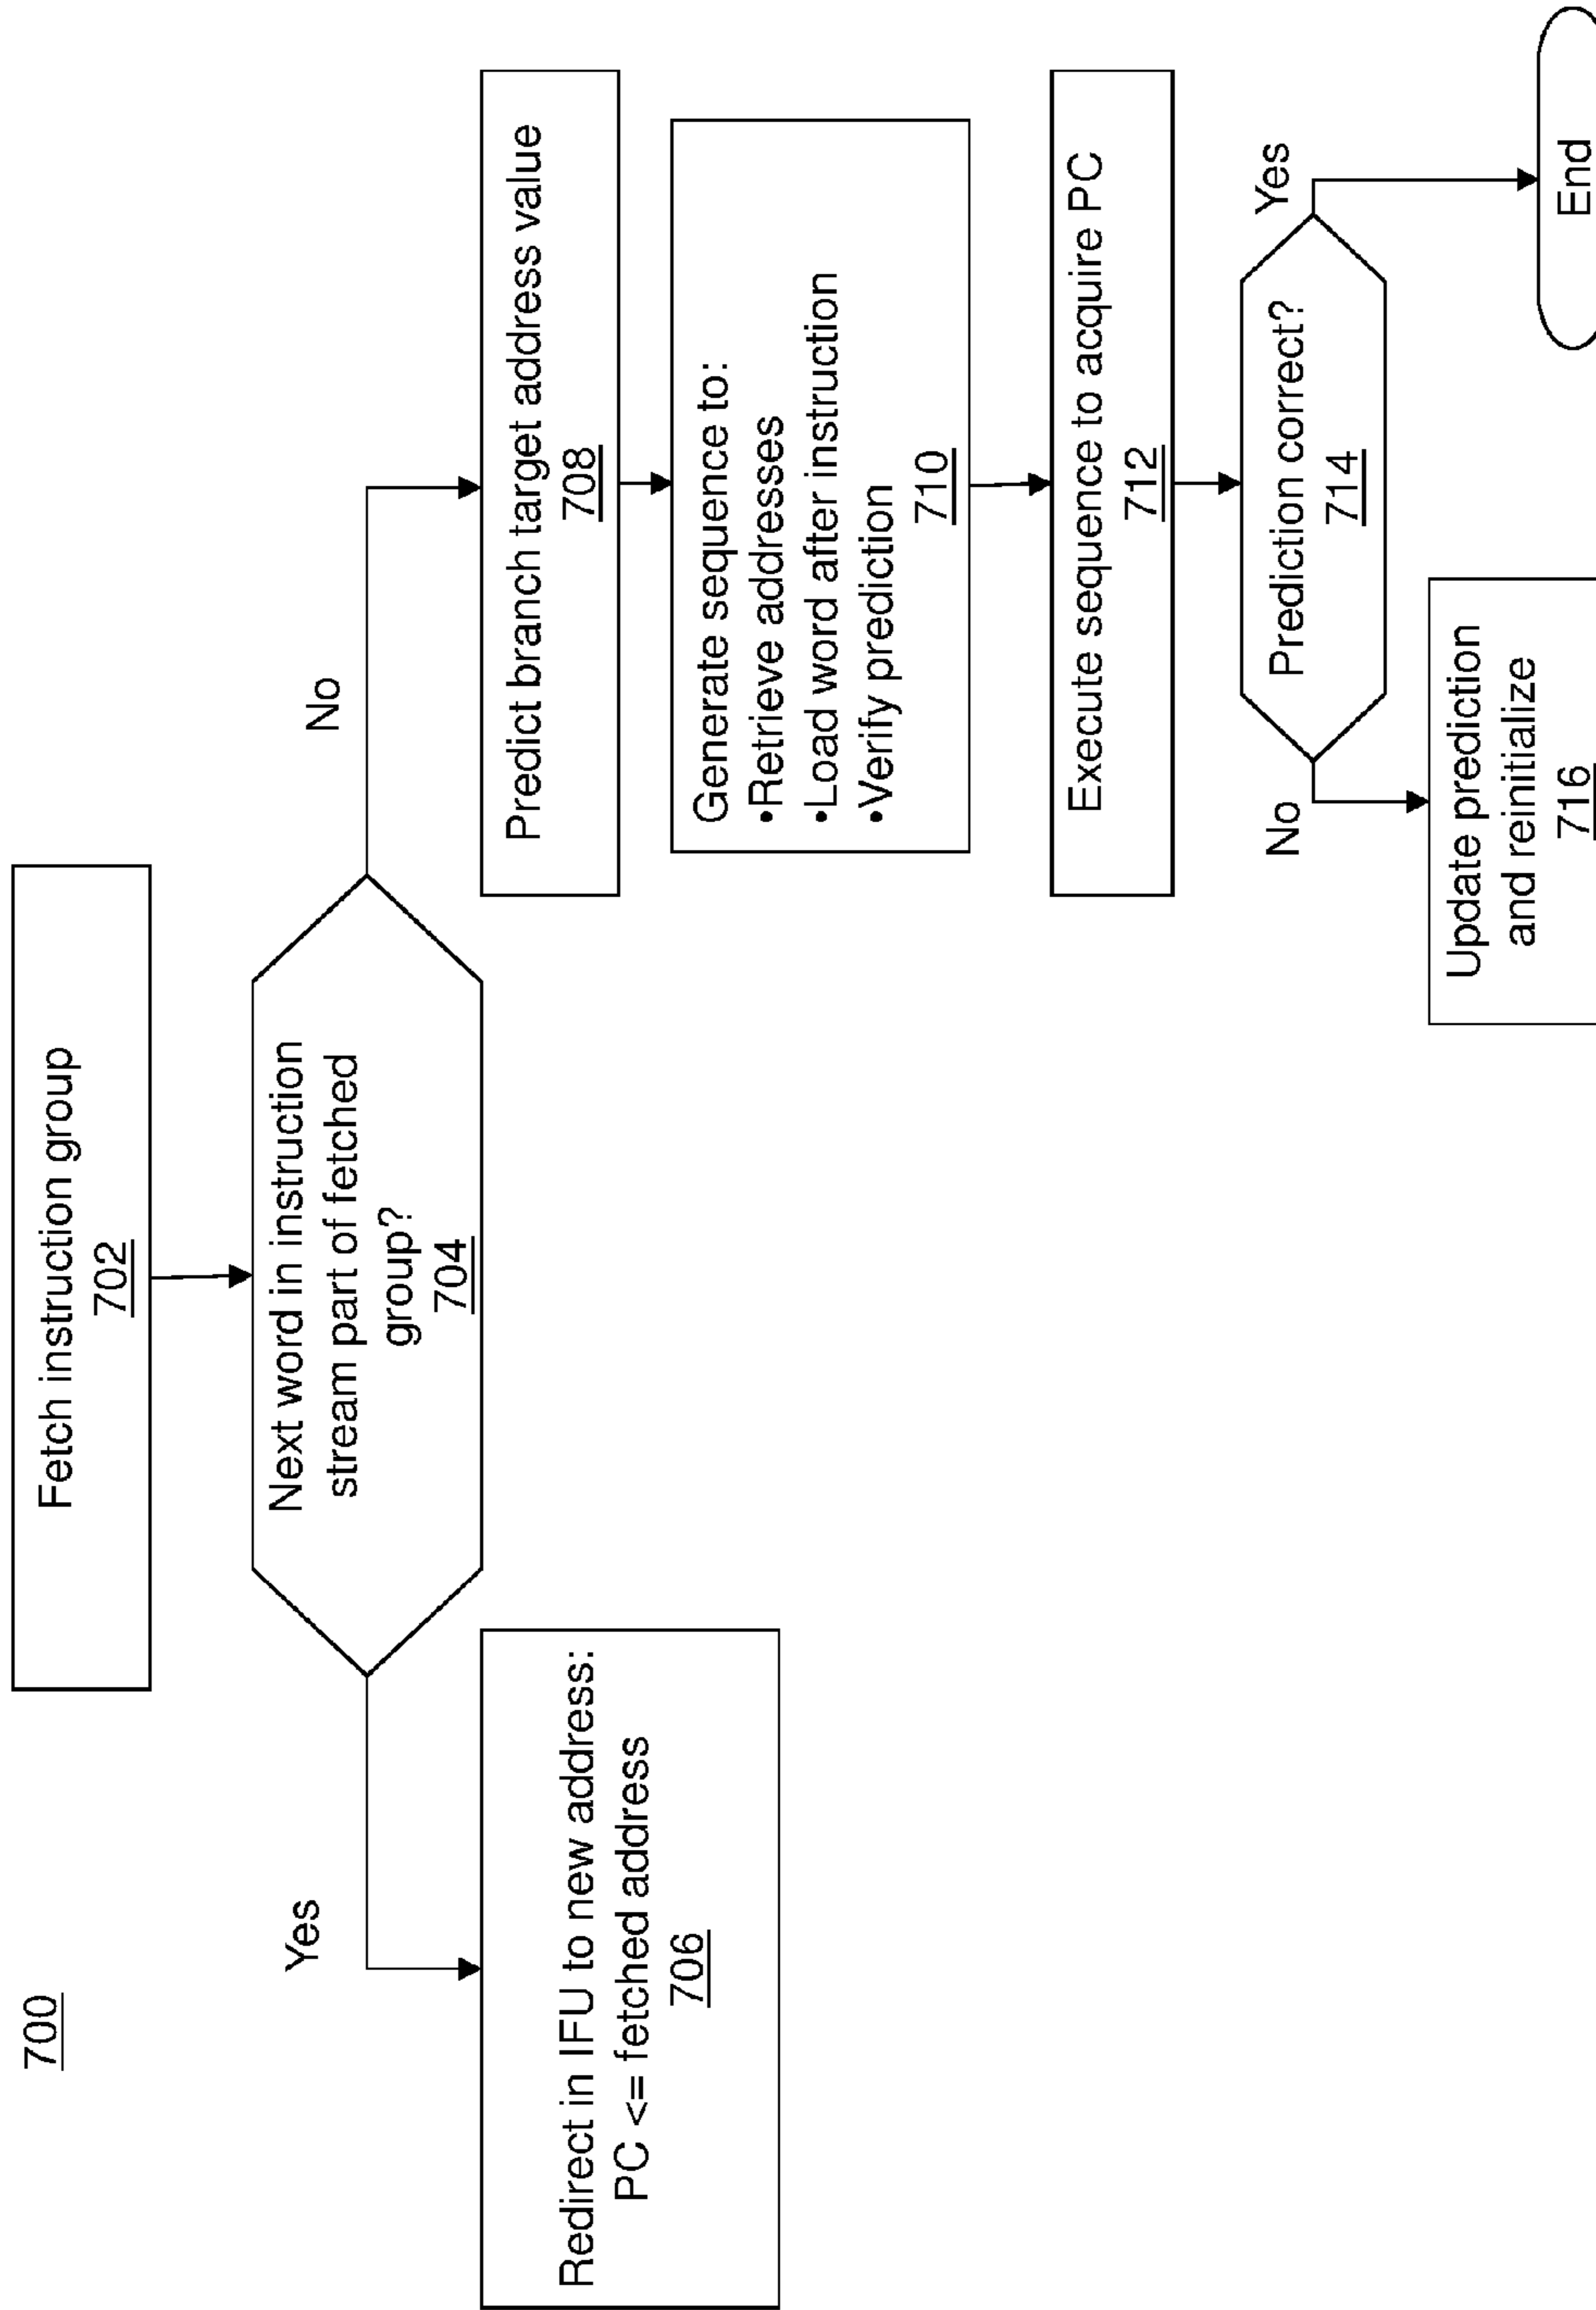 700
Fetch instruction group
702
Next word in instruction
stream part of fetched
group?
704
Yes
No
Redirect in IFU to new address:
PC <= fetched address
706
Predict branch target address value
708
Generate sequence to:
•Retrieve addresses
•Load word after instruction
•Verify prediction
710
Execute sequence to acquire PC
712
Prediction correct?
714
No
Yes
Update prediction
and reinitialize
716
End